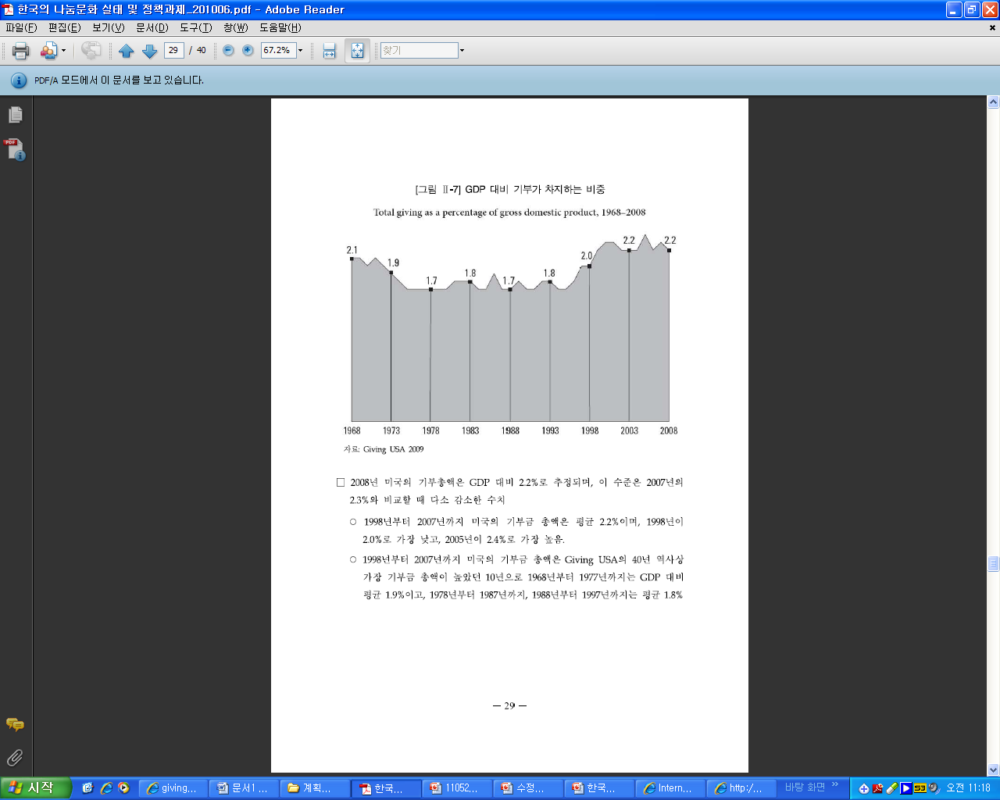 한국의 나눔문화 실태 및 정책과제_201006.pdf - Adobe Reader
파일(F) 편집(E) 보기(V) 문서(D) 도구(T) 창(W) 도움말(H)
29 / 40 67.2% 찾기
PDF/A 모드에서 이 문서를 보고 있습니다.
[그림 Ⅱ-7] GDP 대비 기부가 차지하는 비중
Total giving as a percentage of gross domestic product, 1968–2008
2.1 1.9 1.7 1.8 1.7 1.8 2.0 2.2 2.2
1968 1973 1978 1983 1988 1993 1998 2003 2008
자료: Giving USA 2009
□ 2008년 미국의 기부총액은 GDP 대비 2.2%로 추정되며, 이 수준은 2007년의
2.3%와 비교할 때 다소 감소한 수치
○ 1998년부터 2007년까지 미국의 기부금 총액은 평균 2.2%이며, 1998년이
2.0%로 가장 낮고, 2005년이 2.4%로 가장 높음.
○ 1998년부터 2007년까지 미국의 기부금 총액은 Giving USA의 40년 역사상
가장 기부금 총액이 높았던 10년으로 1968년부터 1977년까지는 GDP 대비
평균 1.9%이고, 1978년부터 1987년까지, 1988년부터 1997년까지는 평균 1.8%
— 29 —
시작 giving... 문서1 ... 계획... 한국... 11052... 수정... 한국... Intern... http:/... 바탕 화면 » 오전 11:18